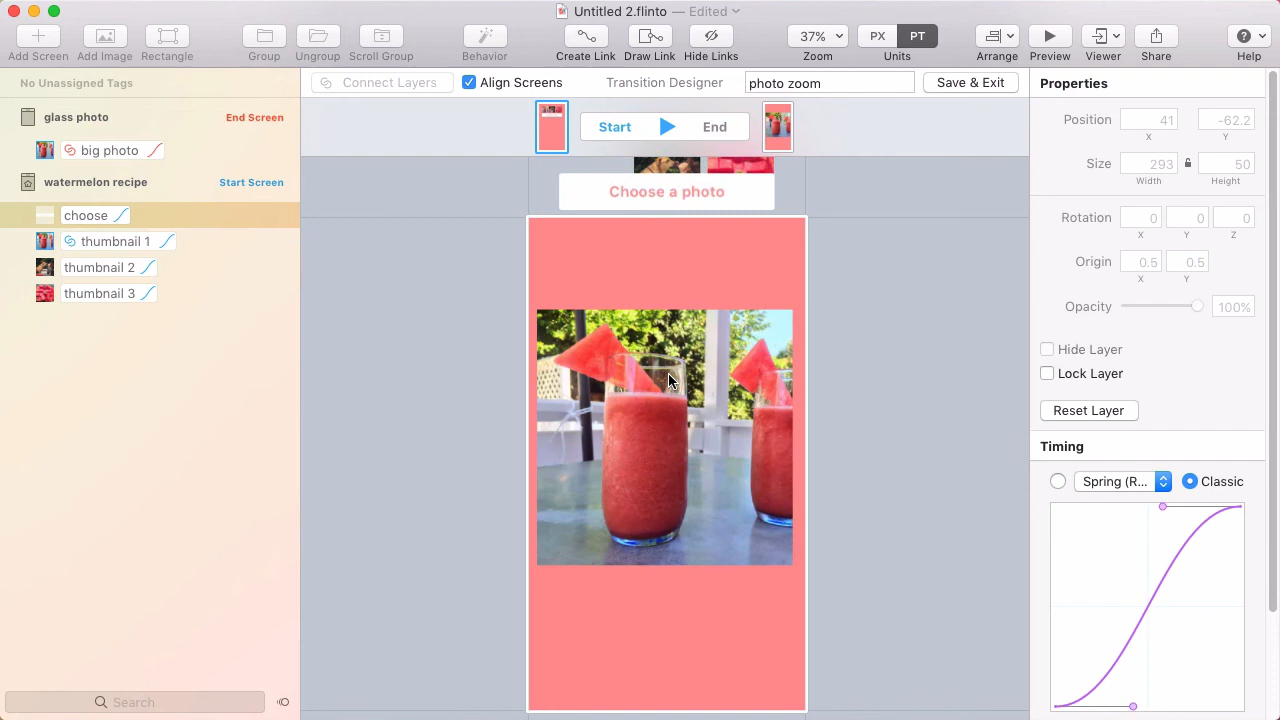 Untitled 2.flinto — Edited
Add Screen Add Image Rectangle Group Ungroup Scroll Group Behavior Create Link Draw Link Hide Links 37% Zoom PX PT Units Arrange Preview Viewer Share Help
No Unassigned Tags
glass photo End Screen
big photo
watermelon recipe Start Screen
choose
thumbnail 1
thumbnail 2
thumbnail 3
Search
Connect Layers Align Screens Transition Designer photo zoom Save & Exit
Start End
Choose a photo
Properties
Position 41 -62.2
X Y
Size 293 50
Width Height
Rotation 0 0 0
X Y Z
Origin 0.5 0.5
X Y
Opacity 100%
Hide Layer
Lock Layer
Reset Layer
Timing
Spring (R... Classic